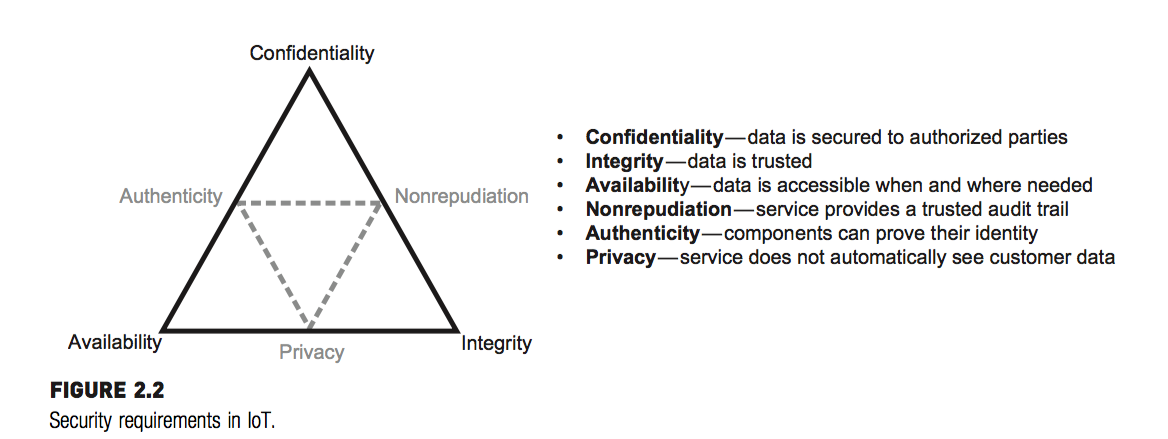 Confidentiality
Authenticity
Nonrepudiation
Availability
Privacy
Integrity
• Confidentiality—data is secured to authorized parties
• Integrity—data is trusted
• Availability—data is accessible when and where needed
• Nonrepudiation—service provides a trusted audit trail
• Authenticity—components can prove their identity
• Privacy—service does not automatically see customer data
FIGURE 2.2
Security requirements in IoT.